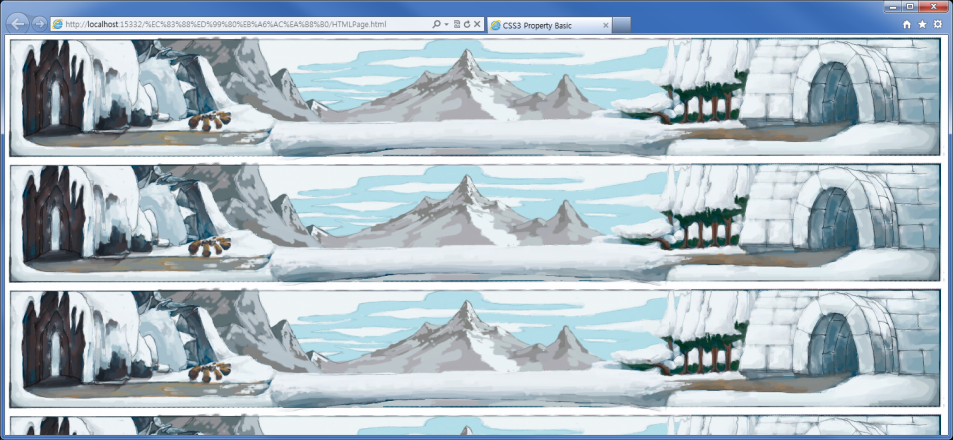 http://localhost:15332/%EC%83%88%ED%99%80%EB%A6%AC%EA%B8%B0/HTMLPage.html
CSS3 Property Basic